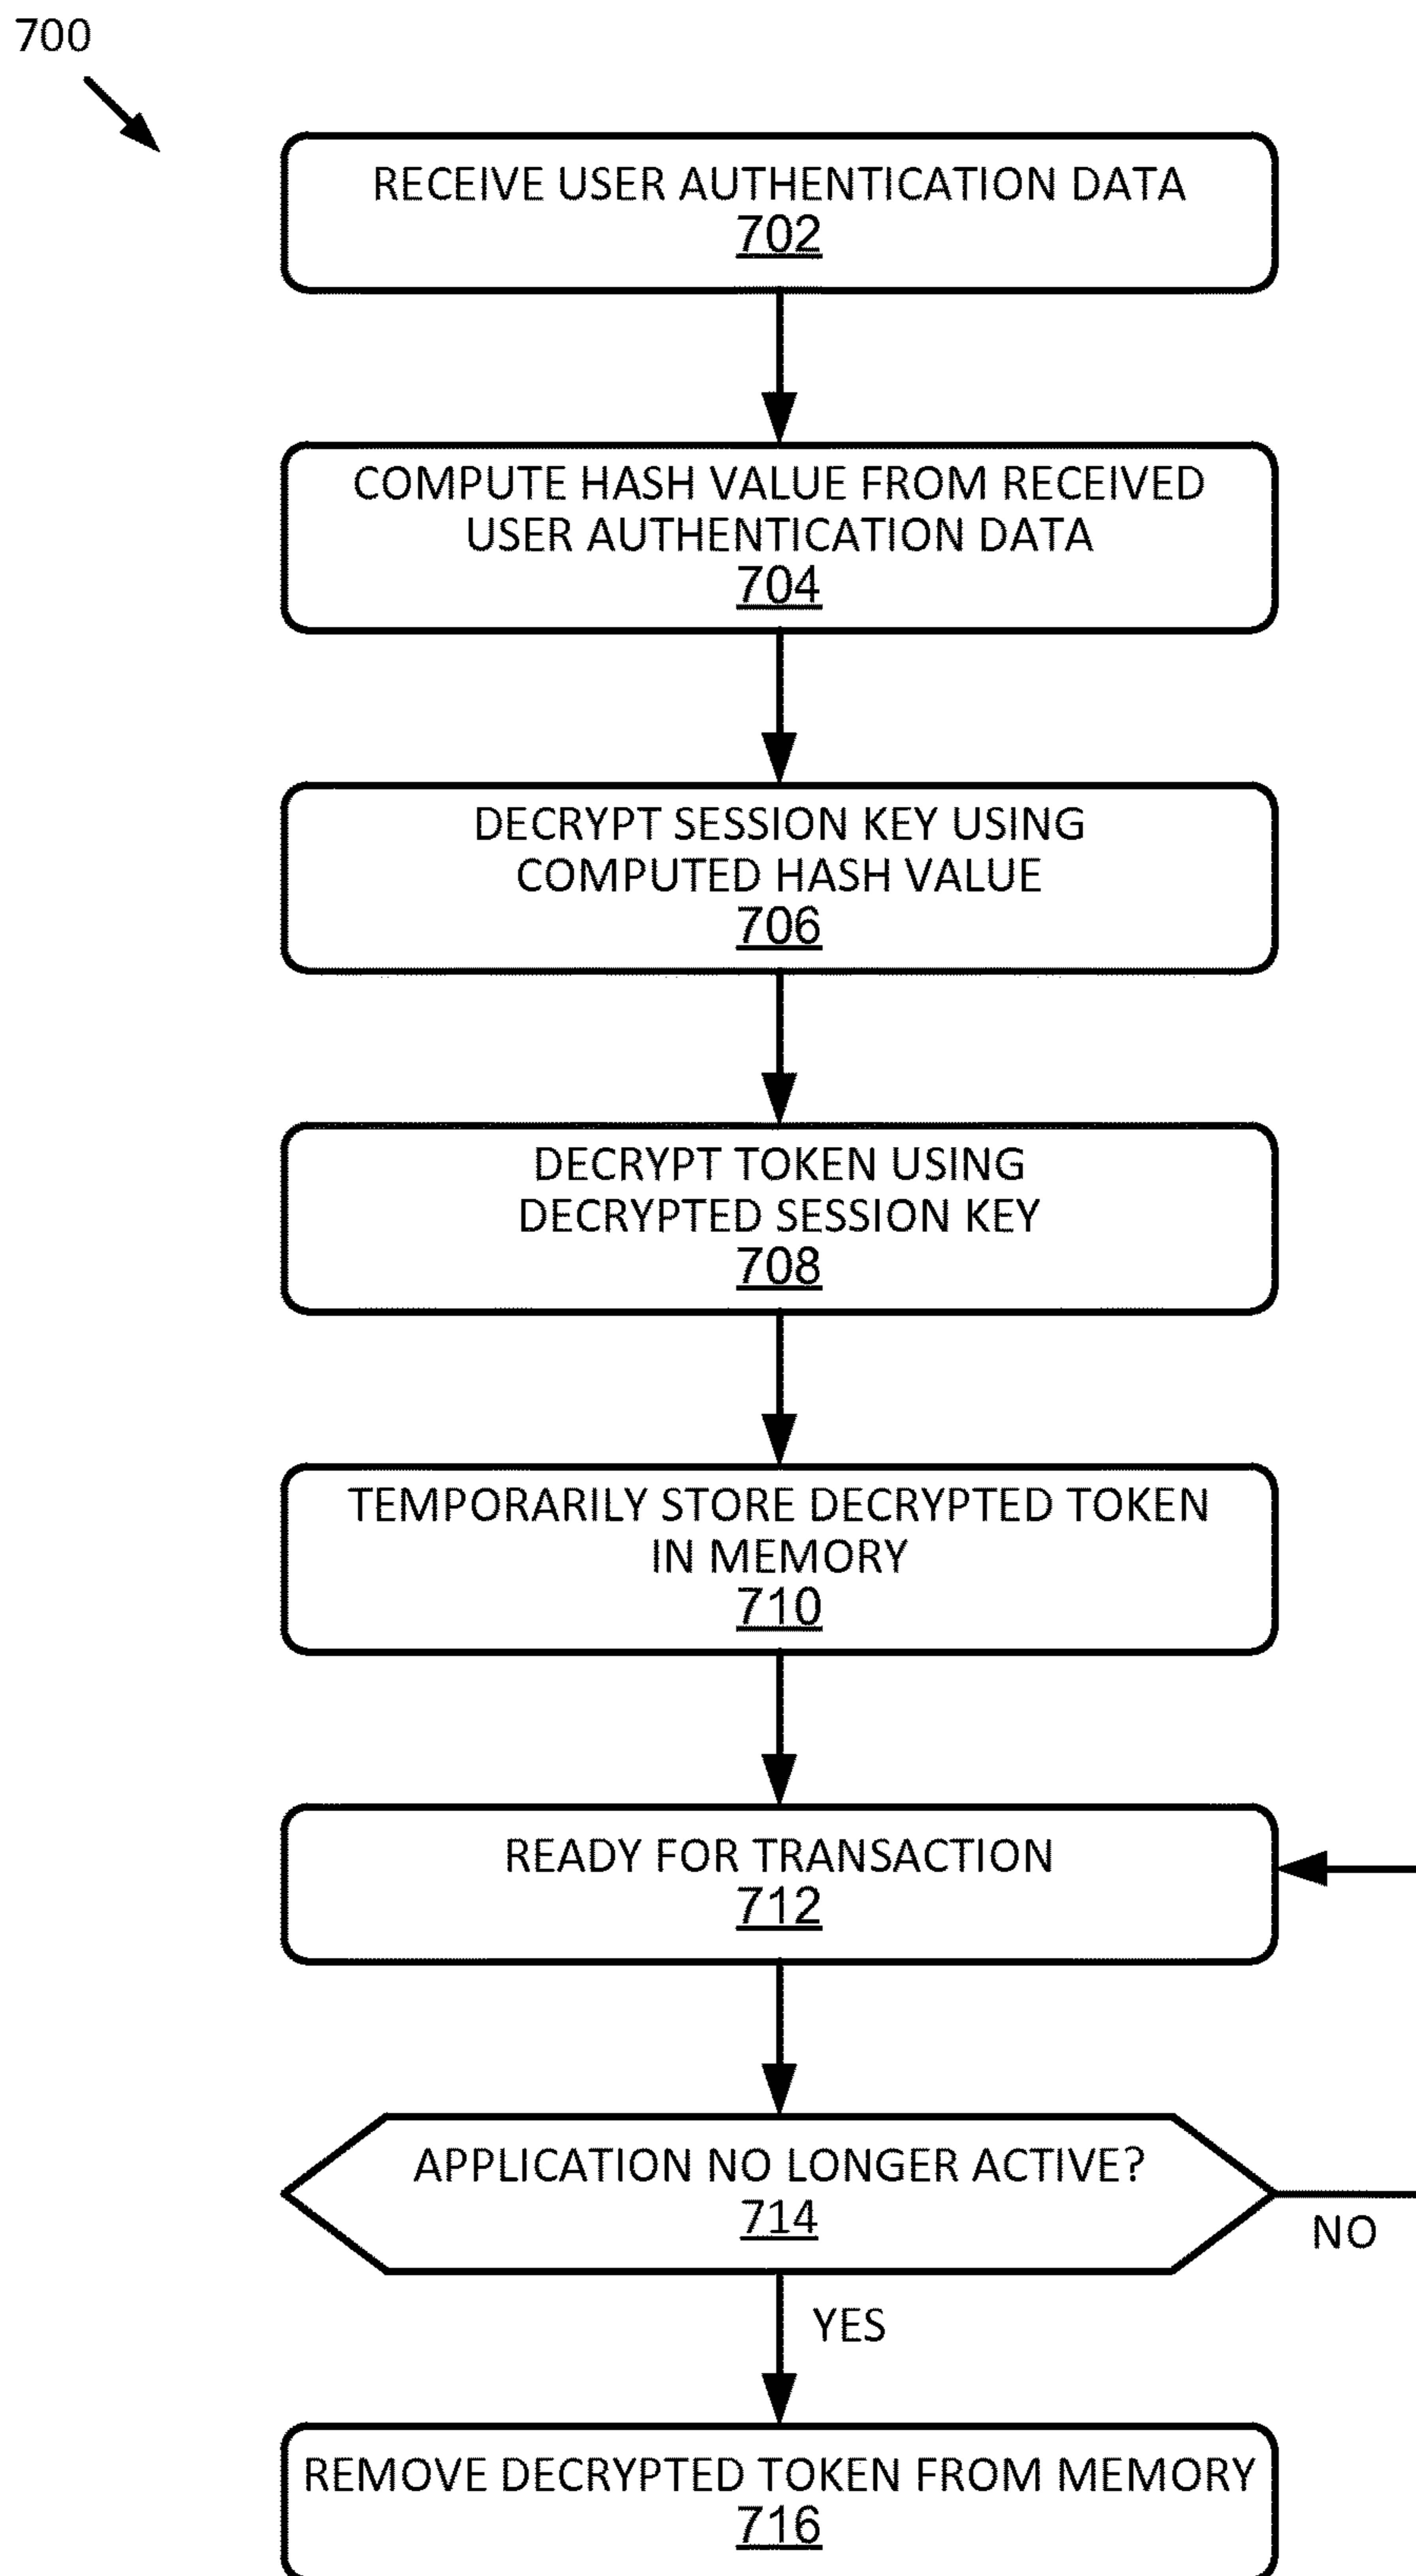 700
RECEIVE USER AUTHENTICATION DATA
702
COMPUTE HASH VALUE FROM RECEIVED
USER AUTHENTICATION DATA
704
DECRYPT SESSION KEY USING
COMPUTED HASH VALUE
706
DECRYPT TOKEN USING
DECRYPTED SESSION KEY
708
TEMPORARILY STORE DECRYPTED TOKEN
IN MEMORY
710
READY FOR TRANSACTION
712
APPLICATION NO LONGER ACTIVE?
714
NO
YES
REMOVE DECRYPTED TOKEN FROM MEMORY
716